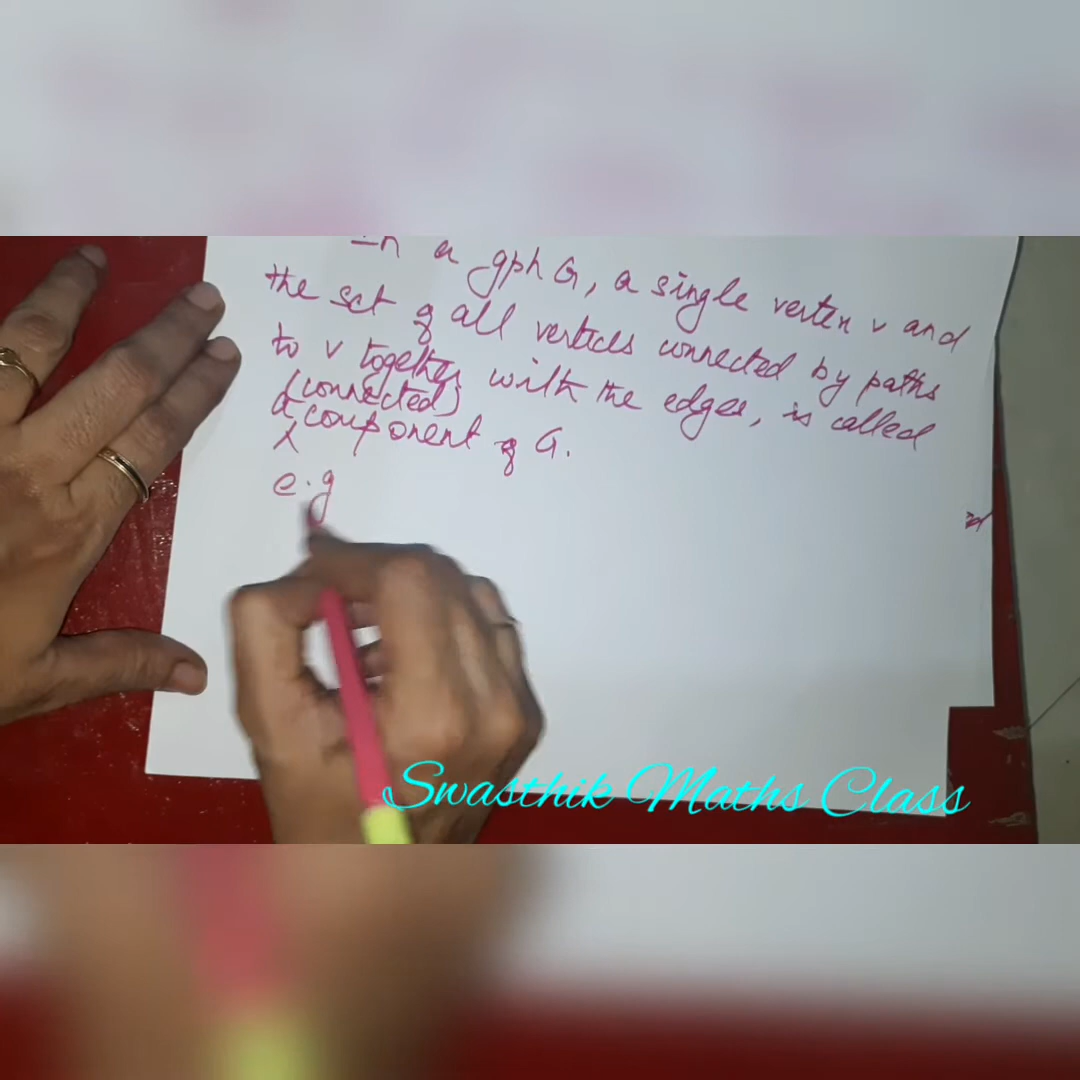 In a gph G, a single vertex v and
the set of all vertices connected by paths
to v together with the edges, is called
(connected)
a component of G.
e.g
Swasthik Maths Class